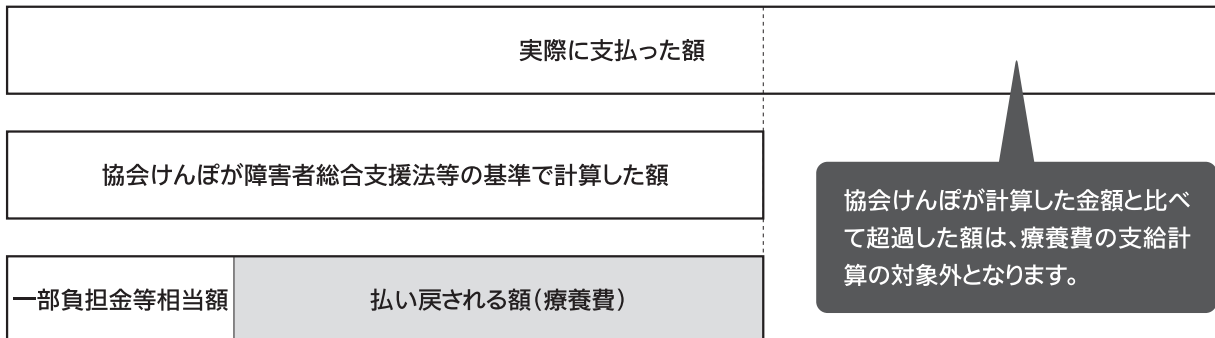 実際に支払った額
協会けんぽが障害者総合支援法等の基準で計算した額
協会けんぽが計算した金額と比べ
て超過した額は、療養費の支給計
算の対象外となります。
一部負担金等相当額
払い戻される額(療養費)